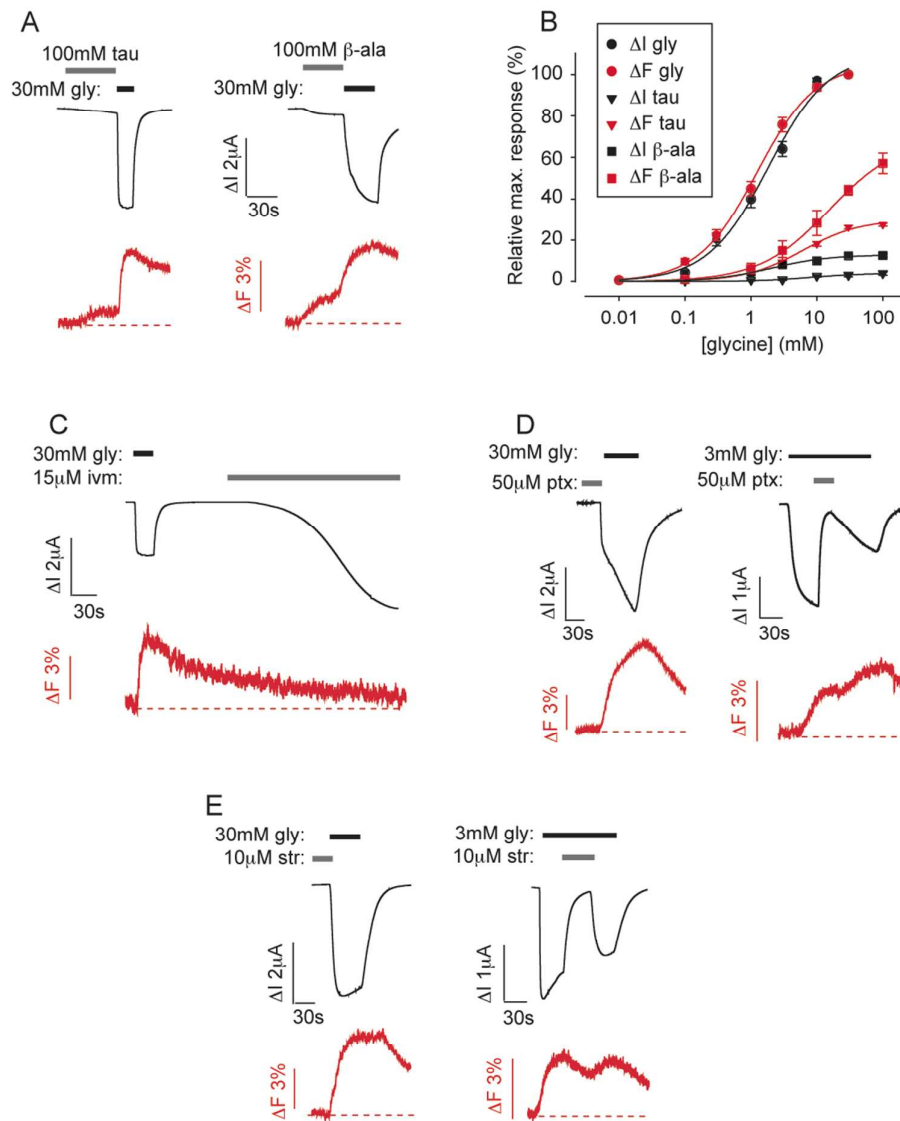 A
100mM tau
30mM gly:
100mM β-ala
30mM gly:
ΔI 2μA
30s
ΔF 3%
B
Relative max. response (%)
100
80
60
40
20
0
ΔI gly
ΔF gly
ΔI tau
ΔF tau
ΔI β-ala
ΔF β-ala
0.01 0.1 1 10 100
[glycine] (mM)
C
30mM gly:
15μM ivm:
ΔI 2μA
30s
ΔF 3%
D
30mM gly:
50μM ptx:
ΔI 2μA
30s
ΔF 3%
3mM gly:
50μM ptx:
ΔI 1μA
30s
ΔF 3%
E
30mM gly:
10μM str:
ΔI 2μA
30s
ΔF 3%
3mM gly:
10μM str:
ΔI 1μA
30s
ΔF 3%